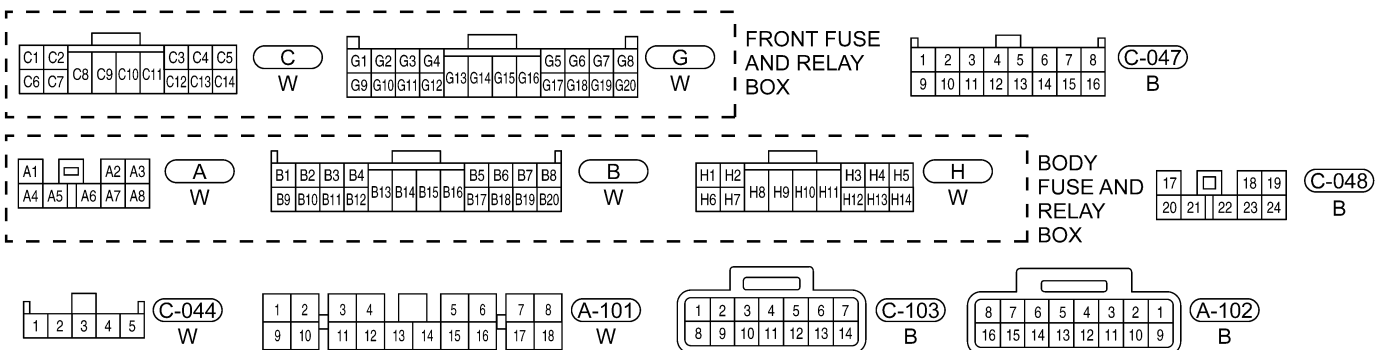 C1 C2 C3 C4 C5 C
C6 C7 C8 C9 C10 C11 C12 C13 C14 W
G1 G2 G3 G4 G5 G6 G7 G8 G
G9 G10 G11 G12 G13 G14 G15 G16 G17 G18 G19 G20 W
FRONT FUSE
AND RELAY
BOX
1 2 3 4 5 6 7 8 C-047
9 10 11 12 13 14 15 16 B
A1 A2 A3 A
A4 A5 A6 A7 A8 W
B1 B2 B3 B4 B5 B6 B7 B8 B
B9 B10 B11 B12 B13 B14 B15 B16 B17 B18 B19 B20 W
H1 H2 H3 H4 H5 H
H6 H7 H8 H9 H10 H11 H12 H13 H14 W
BODY
FUSE AND
RELAY
BOX
17 18 19 C-048
20 21 22 23 24 B
1 2 3 4 5 C-044
W
1 2 3 4 5 6 7 8 A-101
9 10 11 12 13 14 15 16 17 18 W
1 2 3 4 5 6 7 C-103
8 9 10 11 12 13 14 B
8 7 6 5 4 3 2 1 A-102
16 15 14 13 12 11 10 9 B